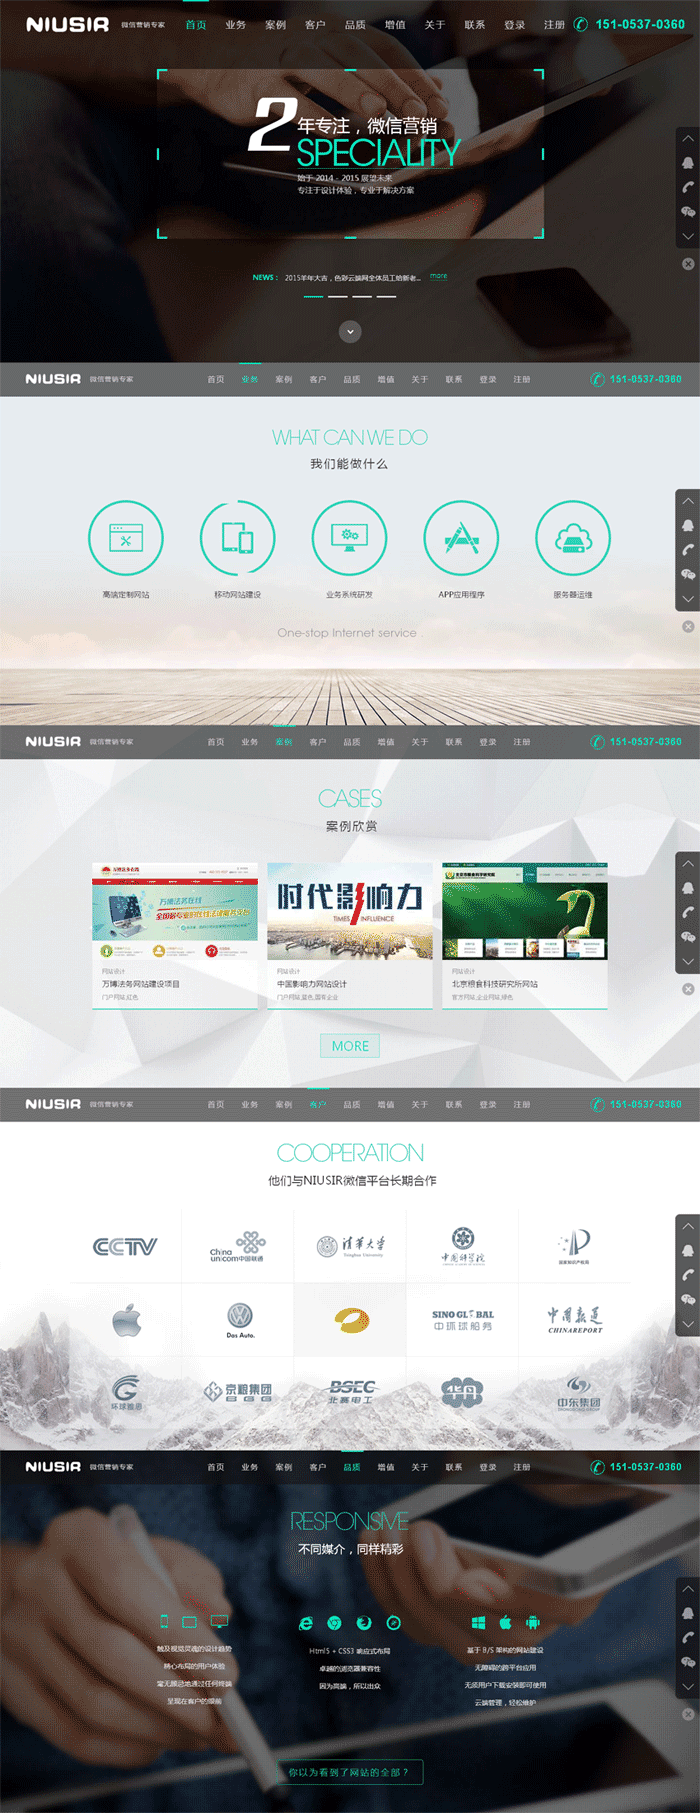 NIUSIR 微信营销专家 首页 业务 案例 客户 品质 增值 关于 联系 登录 注册 151-0537-0360
2年专注，微信营销
SPECIALITY
始于 2014 - 2015 展望未来
专注于设计体验，专业于解决方案
NEWS： 2015羊年大吉，色彩云端网全体员工给新老... more
NIUSIR 微信营销专家 首页 业务 案例 客户 品质 增值 关于 联系 登录 注册 151-0537-0360
WHAT CAN WE DO
我们能做什么
高端定制网站 移动网站建设 业务系统研发 APP应用程序 服务器运维
One-stop Internet service .
NIUSIR 微信营销专家 首页 业务 案例 客户 品质 增值 关于 联系 登录 注册 151-0537-0360
CASES
案例欣赏
万博法务在线
时代影响力
TIMES INFLUENCE
网站设计 网站设计 网站设计
万博法务网站建设项目 中国影响力网站设计 北京粮食科技研究所网站
门户网站,红色 门户网站,蓝色,国有企业 官方网站,企业网站,绿色
MORE
NIUSIR 微信营销专家 首页 业务 案例 客户 品质 增值 关于 联系 登录 注册 151-0537-0360
COOPERATION
他们与NIUSIR微信平台长期合作
CCTV China unicom中国联通 清华大学 Tsinghua University 中国科学院 国家知识产权局
Das Auto. SINO GLOBAL 中环球船务 中国报道 CHINAREPORT
环球雅思 京粮集团 BSEC 北赛电工 华丹 中东集团
NIUSIR 微信营销专家 首页 业务 案例 客户 品质 增值 关于 联系 登录 注册 151-0537-0360
RESPONSIVE
不同媒介，同样精彩
触及视觉灵魂的设计趋势 Html5 + CSS3 响应式布局 基于 B/S 架构的网站建设
精心布局的用户体验 卓越的浏览器兼容性 无障碍的跨平台应用
毫无顾忌地通过任何终端 因为高端，所以出众 无须用户下载安装即可使用
呈现在客户的眼前 云端管理，轻松维护
你以为看到了网站的全部？